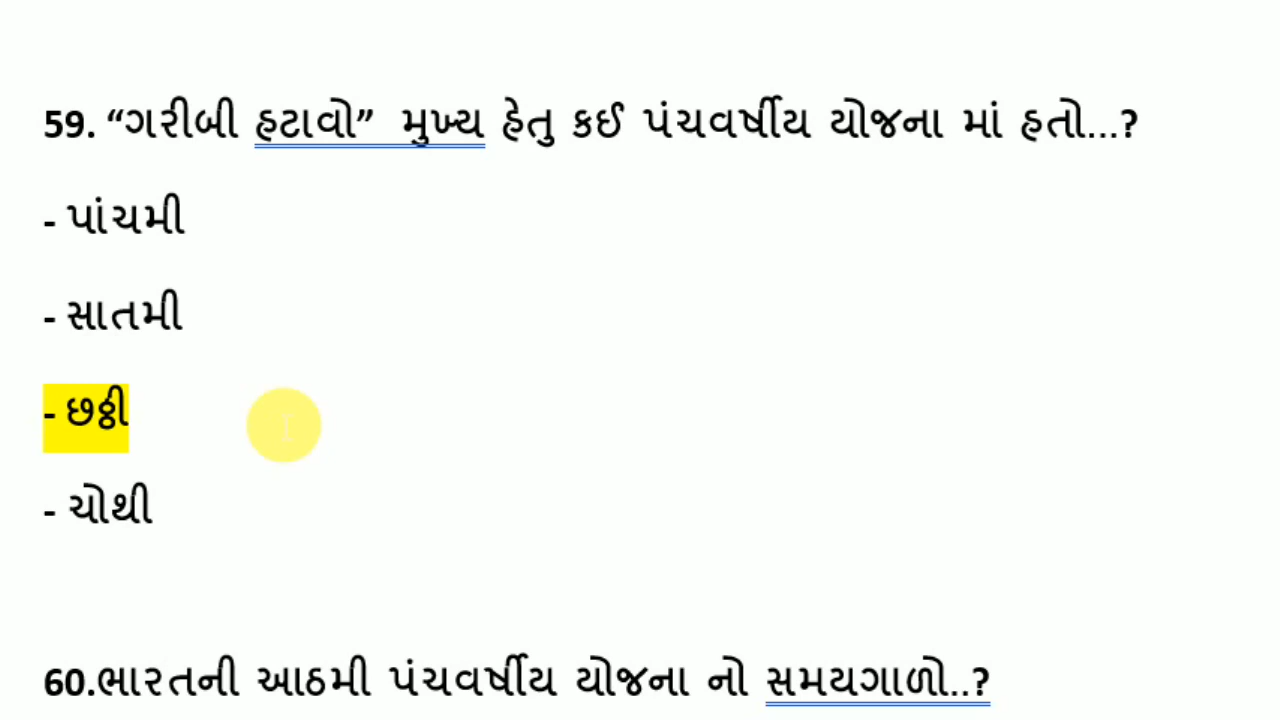 59. “ગરીબી હટાવો” મુખ્ય હેતુ કઈ પંચવર્ષીય યોજના માં હતો...?
- પાંચમી
- સાતમી
- છઠ્ઠી
- ચોથી
60.ભારતની આઠમી પંચવર્ષીય યોજના નો સમયગાળો..?